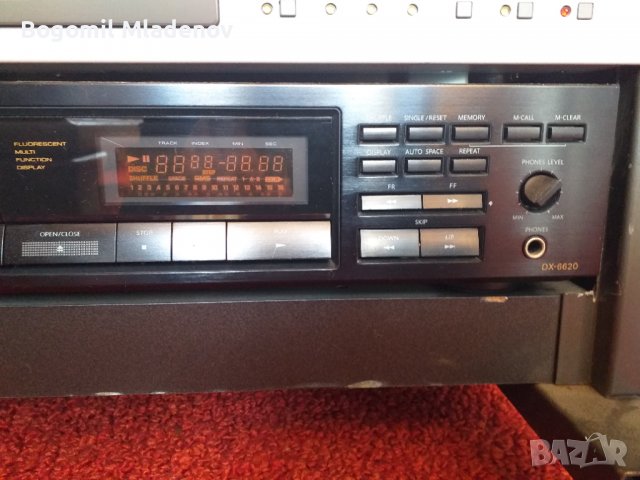 Bogomil Mladenov
FLUORESCENT
MULTI
FUNCTION
DISPLAY
TRACK INDEX MIN SEC
DISC
SHUFFLE SPACE REPEAT 1 - A-B
1 2 3 4 5 6 7 8 9 10 11 12 13 14 15 16
SINGLE/RESET MEMORY M-CALL M-CLEAR
DISPLAY AUTO SPACE REPEAT
PHONES LEVEL
FR FF
MIN MAX
SKIP
OPEN/CLOSE STOP
DOWN UP
PHONES
DX-6620
BAZAR